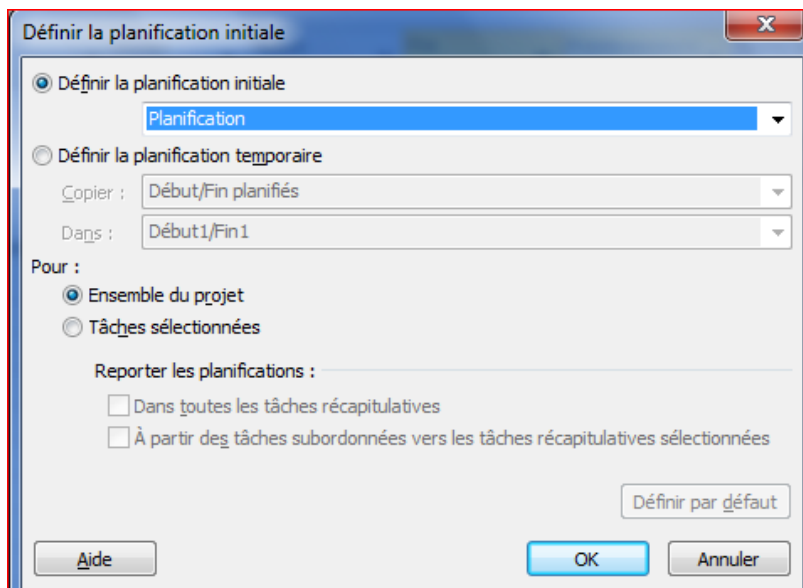 Définir la planification initiale
Définir la planification initiale
Planification
Définir la planification temporaire
Copier : Début/Fin planifiés
Dans : Début1/Fin1
Pour :
Ensemble du projet
Tâches sélectionnées
Reporter les planifications :
Dans toutes les tâches récapitulatives
À partir des tâches subordonnées vers les tâches récapitulatives sélectionnées
Définir par défaut
Aide OK Annuler